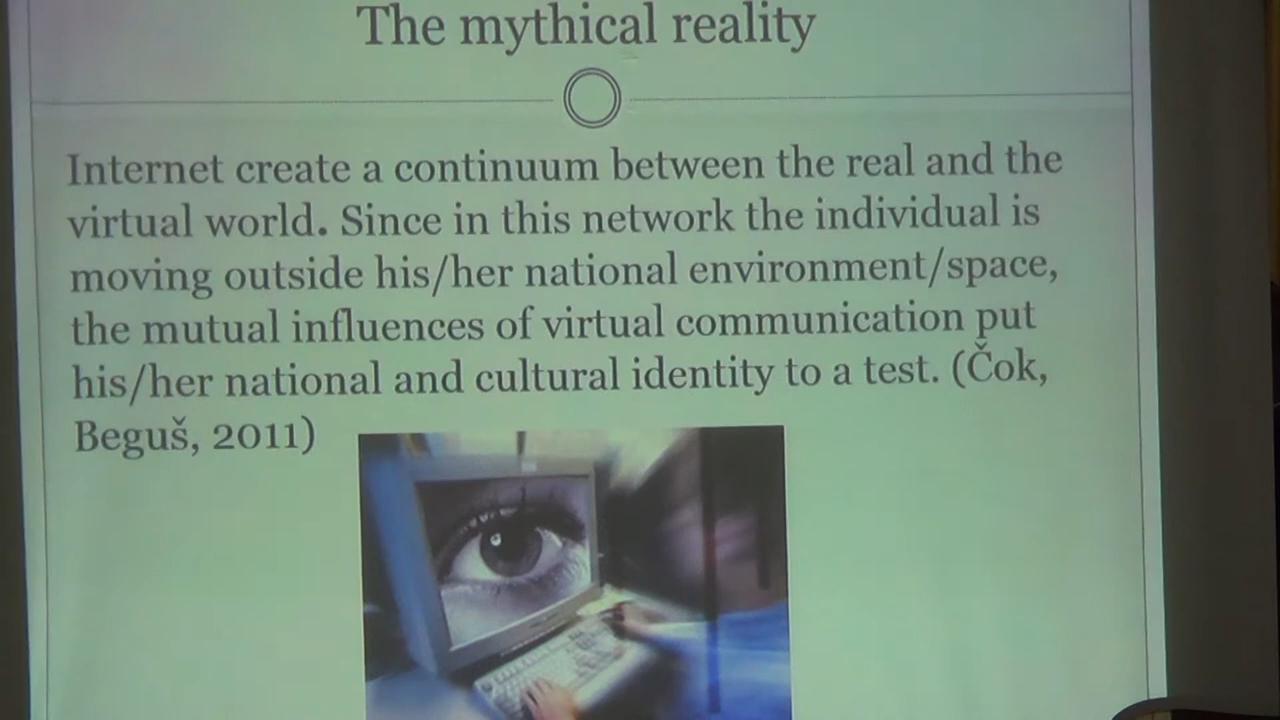 The mythical reality
Internet create a continuum between the real and the
virtual world. Since in this network the individual is
moving outside his/her national environment/space,
the mutual influences of virtual communication put
his/her national and cultural identity to a test. (Čok,
Beguš, 2011)